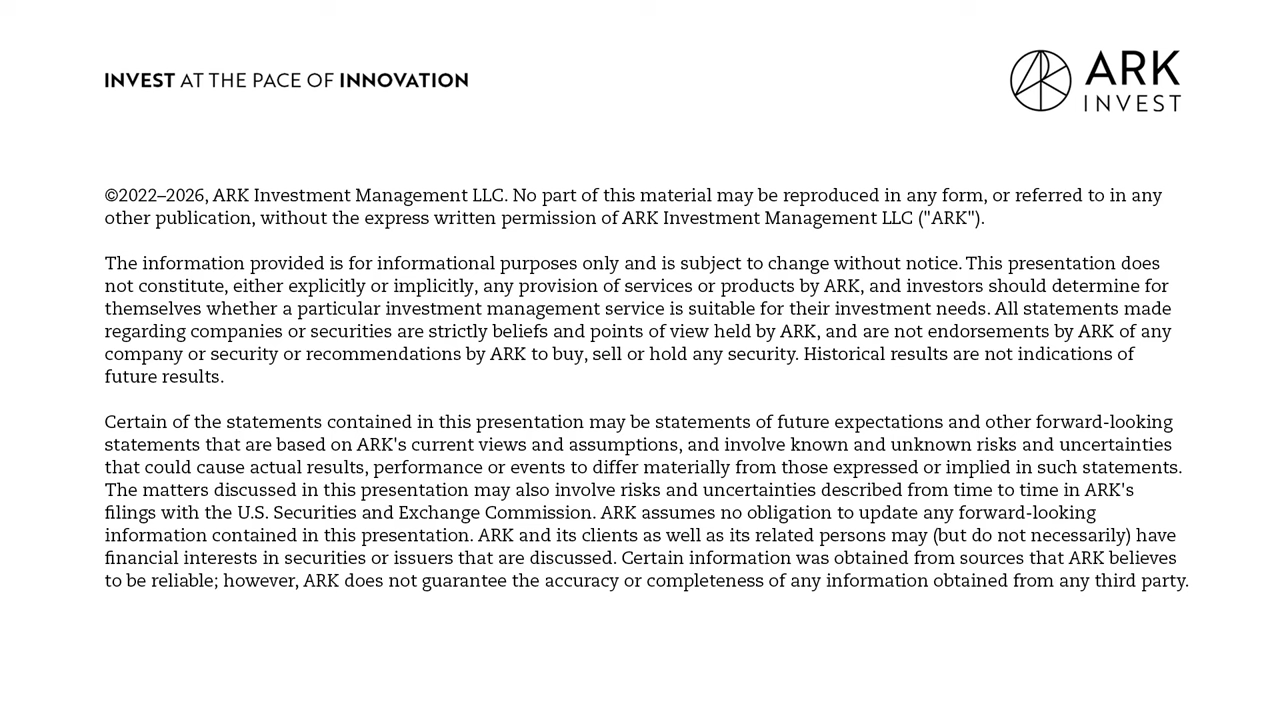 INVEST AT THE PACE OF INNOVATION
ARK
INVEST
©2022–2026, ARK Investment Management LLC. No part of this material may be reproduced in any form, or referred to in any
other publication, without the express written permission of ARK Investment Management LLC ("ARK").
The information provided is for informational purposes only and is subject to change without notice. This presentation does
not constitute, either explicitly or implicitly, any provision of services or products by ARK, and investors should determine for
themselves whether a particular investment management service is suitable for their investment needs. All statements made
regarding companies or securities are strictly beliefs and points of view held by ARK, and are not endorsements by ARK of any
company or security or recommendations by ARK to buy, sell or hold any security. Historical results are not indications of
future results.
Certain of the statements contained in this presentation may be statements of future expectations and other forward-looking
statements that are based on ARK's current views and assumptions, and involve known and unknown risks and uncertainties
that could cause actual results, performance or events to differ materially from those expressed or implied in such statements.
The matters discussed in this presentation may also involve risks and uncertainties described from time to time in ARK's
filings with the U.S. Securities and Exchange Commission. ARK assumes no obligation to update any forward-looking
information contained in this presentation. ARK and its clients as well as its related persons may (but do not necessarily) have
financial interests in securities or issuers that are discussed. Certain information was obtained from sources that ARK believes
to be reliable; however, ARK does not guarantee the accuracy or completeness of any information obtained from any third party.